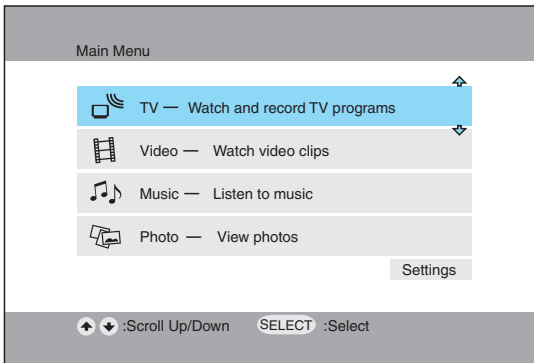 Main Menu
TV — Watch and record TV programs
Video — Watch video clips
Music — Listen to music
Photo — View photos
Settings
:Scroll Up/Down SELECT :Select